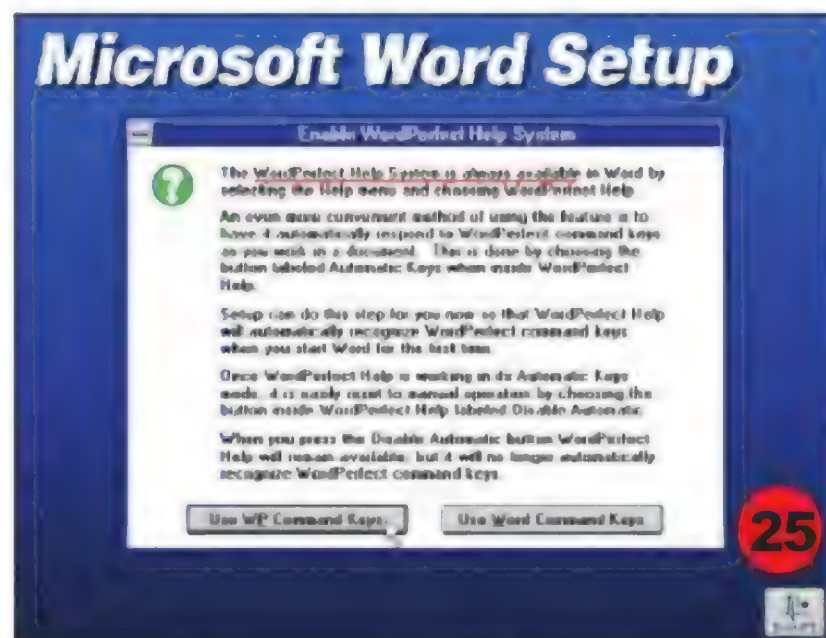 Microsoft Word Setup
Enable WordPerfect Help System
The WordPerfect Help System is always available in Word by
selecting the Help menu and choosing WordPerfect Help
An even more convenient method of using the feature is to
have it automatically respond to WordPerfect command keys
as you work in a document. This is done by choosing the
button labeled Automatic Keys when inside WordPerfect
Help.
Setup can do this step for you now so that WordPerfect Help
will automatically recognize WordPerfect command keys
when you start Word for the first time.
Once WordPerfect Help is working in its Automatic Keys
mode, it is easily reset to manual operation by choosing the
button inside WordPerfect Help labeled Disable Automatic.
When you press the Disable Automatic button WordPerfect
Help will remain available, but it will no longer automatically
recognize WordPerfect command keys.
Use WP Command Keys
Use Word Command Keys
25